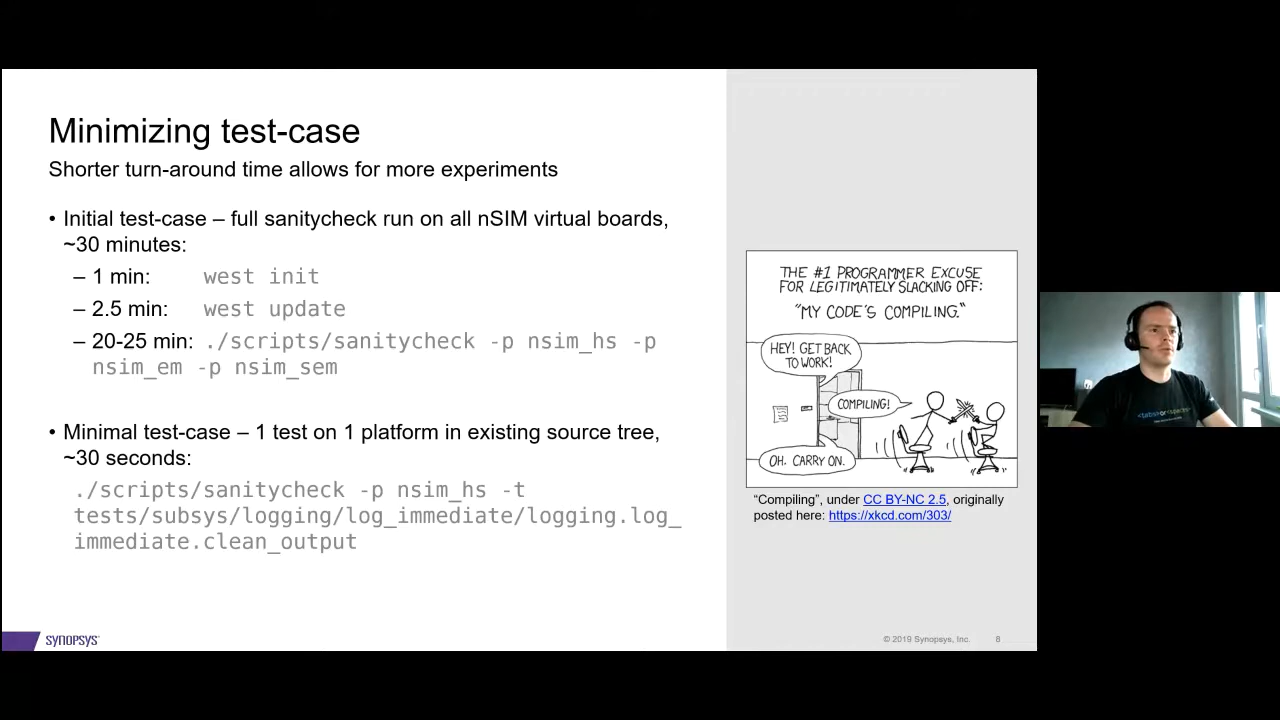 Minimizing test-case
Shorter turn-around time allows for more experiments
• Initial test-case – full sanitycheck run on all nSIM virtual boards,
~30 minutes:
– 1 min: west init
– 2.5 min: west update
– 20-25 min: ./scripts/sanitycheck -p nsim_hs -p
nsim_em -p nsim_sem
• Minimal test-case – 1 test on 1 platform in existing source tree,
~30 seconds:
./scripts/sanitycheck -p nsim_hs -t
tests/subsys/logging/log_immediate/logging.log_
immediate.clean_output
THE #1 PROGRAMMER EXCUSE
FOR LEGITIMATELY SLACKING OFF:
"MY CODE'S COMPILING."
HEY! GET BACK
TO WORK!
COMPILING!
OH. CARRY ON.
“Compiling”, under CC BY-NC 2.5, originally
posted here: https://xkcd.com/303/
SYNOPSYS®
© 2019 Synopsys, Inc. 8